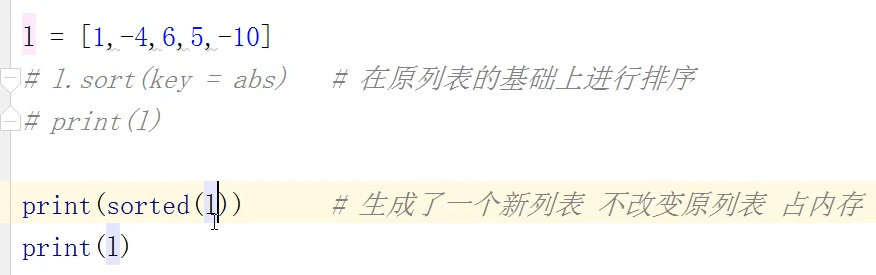 l = [1,-4,6,5,-10]
# l.sort(key = abs)   # 在原列表的基础上进行排序
# print(l)
print(sorted(l))      # 生成了一个新列表 不改变原列表 占内存
print(l)